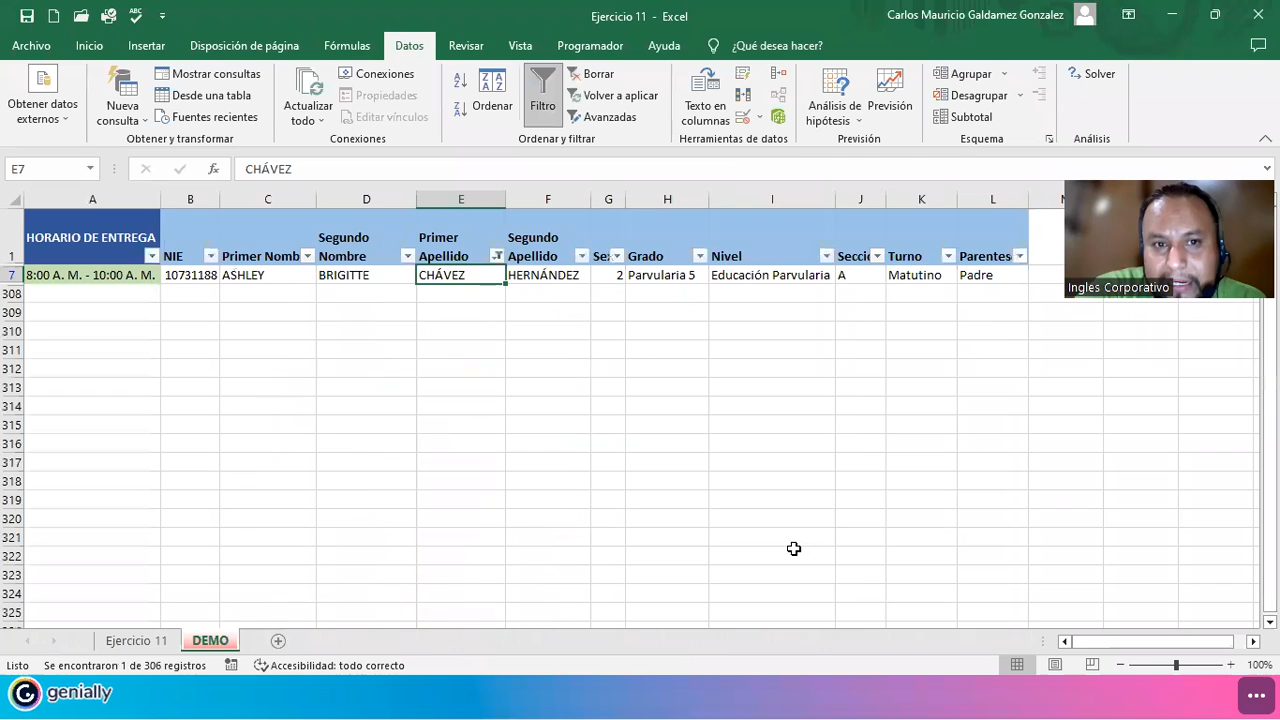 Ejercicio 11 - Excel
Carlos Mauricio Galdamez Gonzalez
Archivo Inicio Insertar Disposición de página Fórmulas Datos Revisar Vista Programador Ayuda ¿Qué desea hacer?
Obtener datos externos
Nueva consulta
Mostrar consultas
Desde una tabla
Fuentes recientes
Obtener y transformar
Actualizar todo
Conexiones
Propiedades
Editar vínculos
Conexiones
Ordenar
Filtro
Borrar
Volver a aplicar
Avanzadas
Ordenar y filtrar
Texto en columnas
Herramientas de datos
Análisis de hipótesis
Previsión
Previsión
Agrupar
Desagrupar
Subtotal
Esquema
Solver
Análisis
E7 fx CHÁVEZ
A B C D E F G H I J K L
1 HORARIO DE ENTREGA NIE Primer Nomb Segundo Nombre Primer Apellido Segundo Apellido Se Grado Nivel Secci Turno Parentes
7 8:00 A. M. - 10:00 A. M. 10731188 ASHLEY BRIGITTE CHÁVEZ HERNÁNDEZ 2 Parvularia 5 Educación Parvularia A Matutino Padre
308
309
310
311
312
313
314
315
316
317
318
319
320
321
322
323
324
325
Ingles Corporativo
Ejercicio 11 DEMO
Listo Se encontraron 1 de 306 registros Accesibilidad: todo correcto 100%
genially